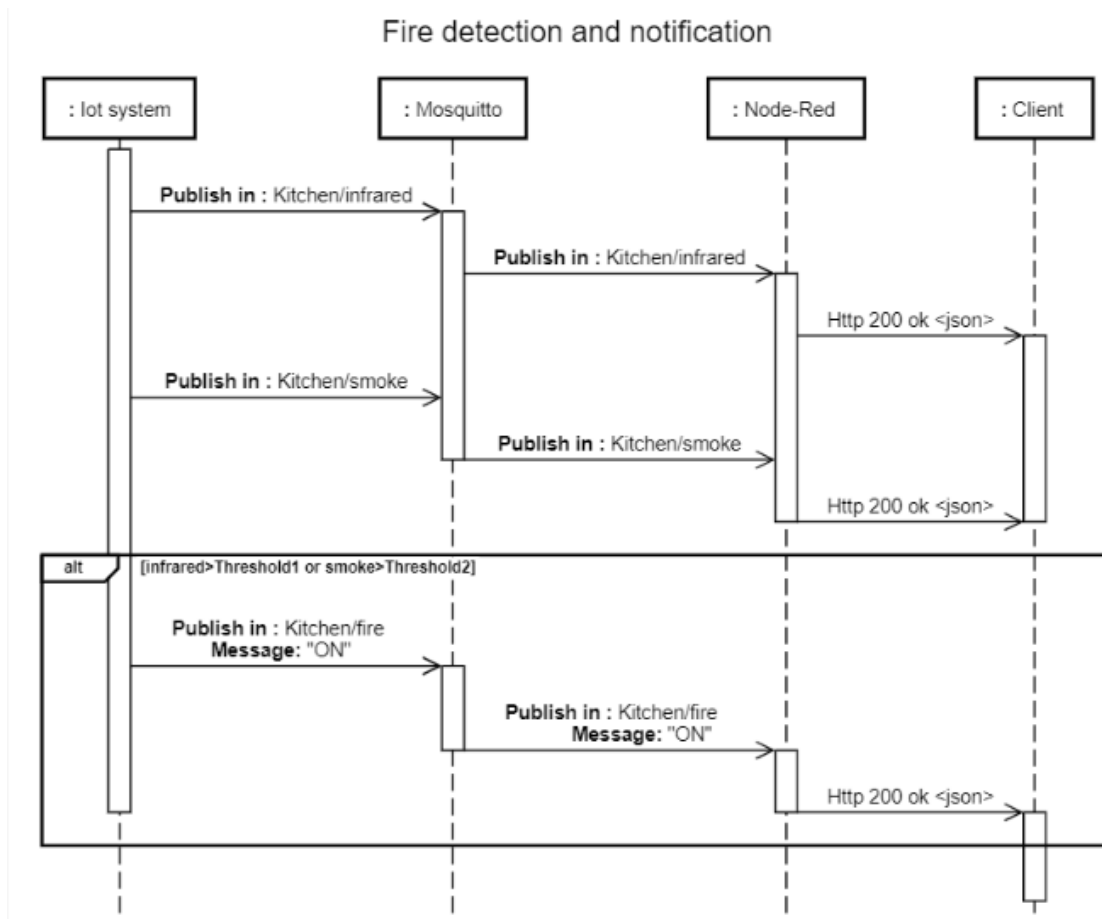 Fire detection and notification
: Iot system
: Mosquitto
: Node-Red
: Client
Publish in : Kitchen/infrared
Publish in : Kitchen/infrared
Http 200 ok <json>
Publish in : Kitchen/smoke
Publish in : Kitchen/smoke
Http 200 ok <json>
alt
[infrared>Threshold1 or smoke>Threshold2]
Publish in : Kitchen/fire
Message: "ON"
Publish in : Kitchen/fire
Message: "ON"
Http 200 ok <json>